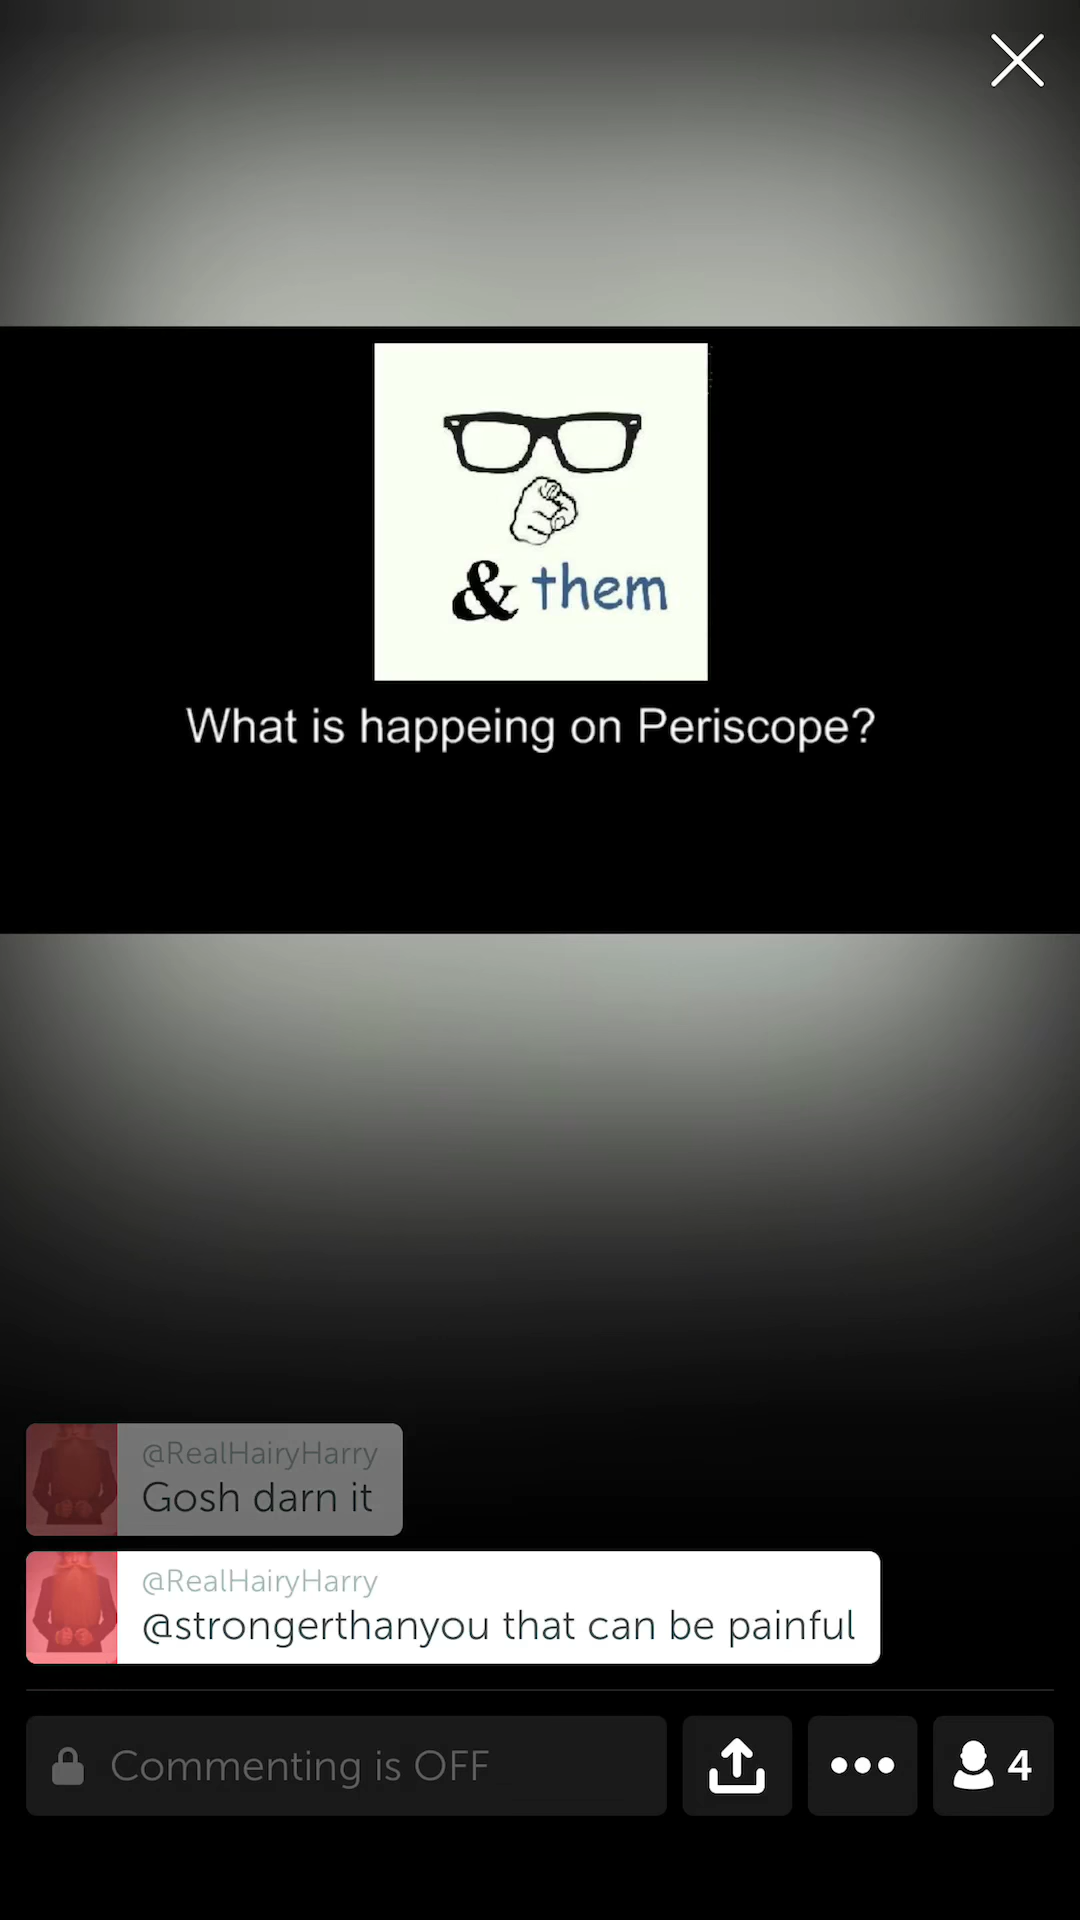 & them
What is happeing on Periscope?
@RealHairyHarry
Gosh darn it
@RealHairyHarry
@strongerthanyou that can be painful
Commenting is OFF
4